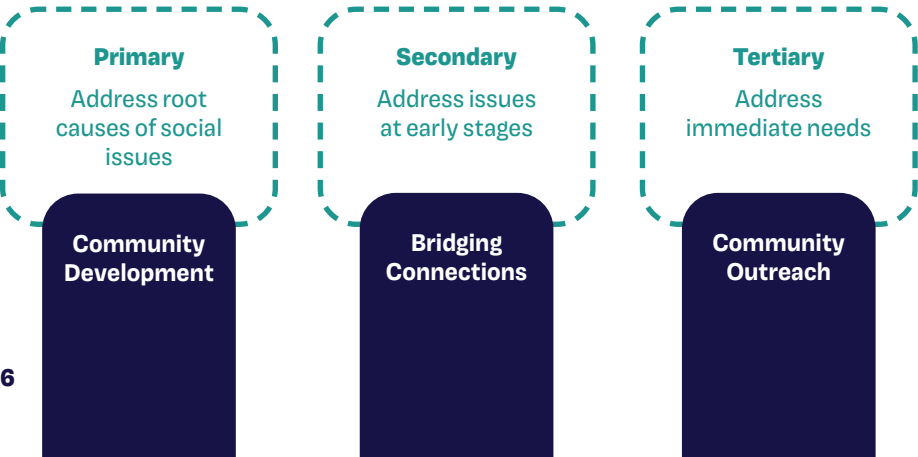 Primary
Address root
causes of social
issues
Community
Development
Secondary
Address issues
at early stages
Bridging
Connections
Tertiary
Address
immediate needs
Community
Outreach
6